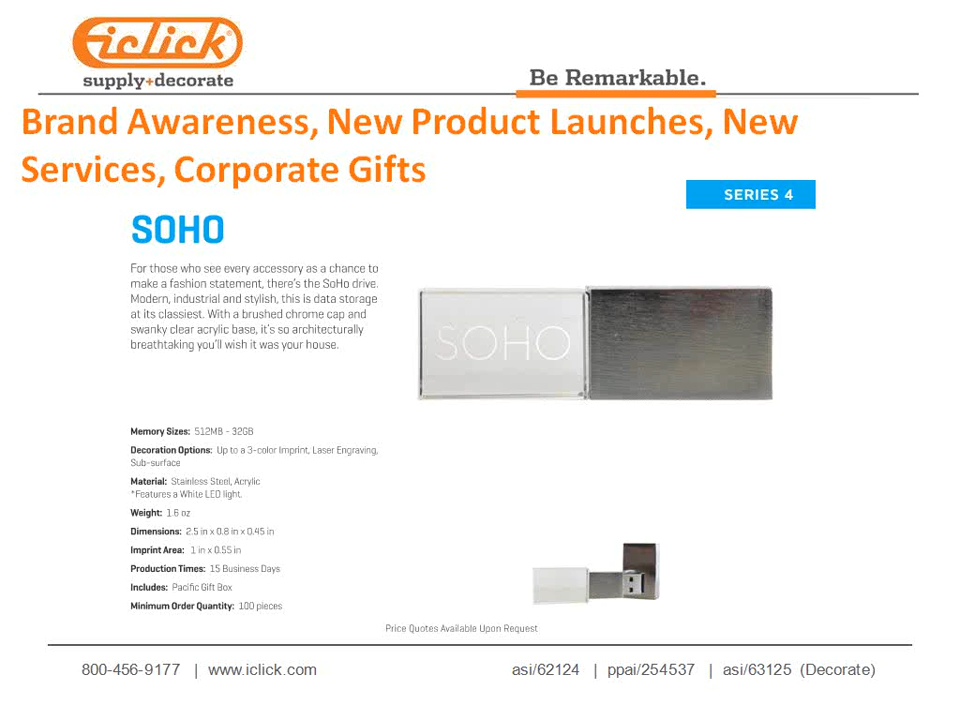 iclick®
supply+decorate
Be Remarkable.
Brand Awareness, New Product Launches, New
Services, Corporate Gifts
SERIES 4
SOHO
For those who see every accessory as a chance to
make a fashion statement, there's the SoHo drive.
Modern, industrial and stylish, this is data storage
at its classiest. With a brushed chrome cap and
swanky clear acrylic base, it's so architecturally
breathtaking you'll wish it was your house.
SOHO
Memory Sizes: 512MB - 32GB
Decoration Options: Up to a 3-color Imprint, Laser Engraving,
Sub-surface
Material: Stainless Steel, Acrylic
*Features a White LED light.
Weight: 1.6 oz
Dimensions: 2.5 in x 0.8 in x 0.45 in
Imprint Area: 1 in x 0.55 in
Production Times: 15 Business Days
Includes: Pacific Gift Box
Minimum Order Quantity: 100 pieces
Price Quotes Available Upon Request
800-456-9177 | www.iclick.com
asi/62124 | ppai/254537 | asi/63125 (Decorate)